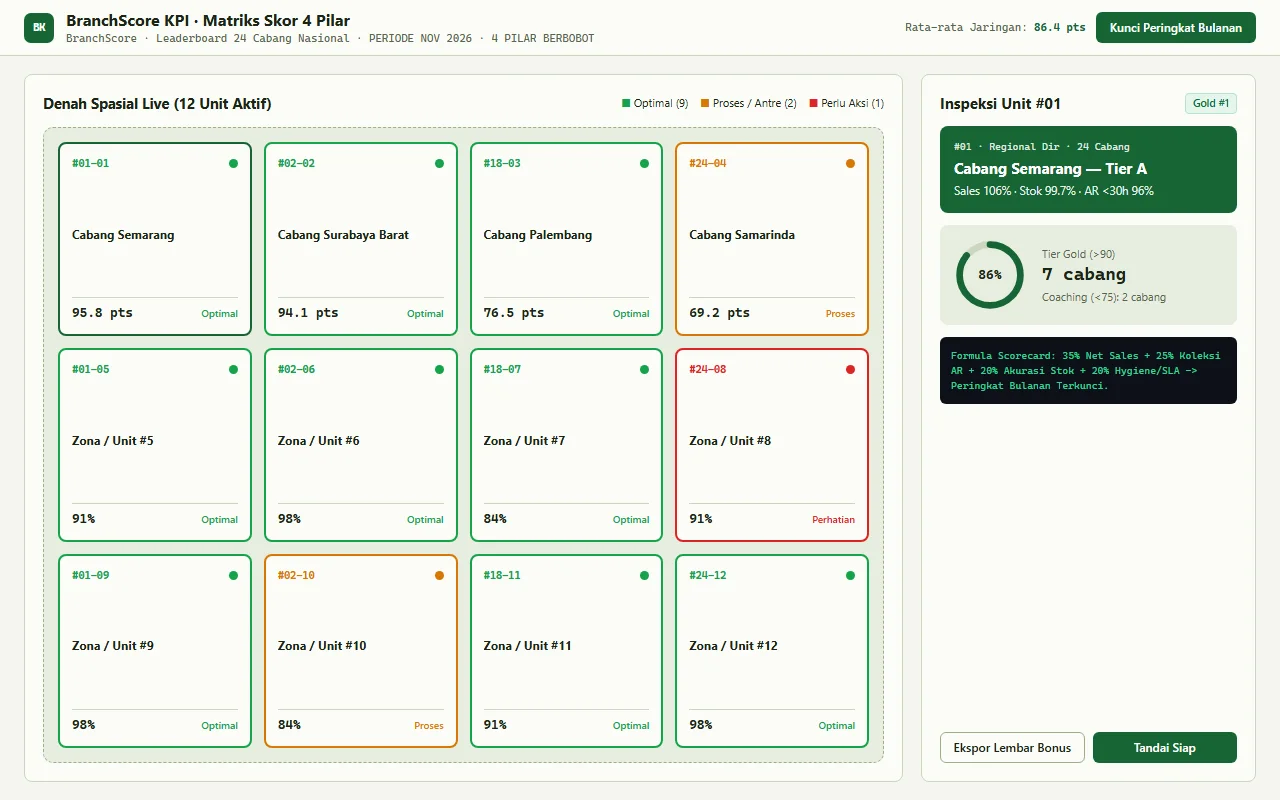 BK
BranchScore KPI · Matriks Skor 4 Pilar
BranchScore · Leaderboard 24 Cabang Nasional · PERIODE NOV 2026 · 4 PILAR BERBOBOT
Rata-rata Jaringan: 86.4 pts
Kunci Peringkat Bulanan
Denah Spasial Live (12 Unit Aktif)
Optimal (9)
Proses / Antre (2)
Perlu Aksi (1)
#01-01
Cabang Semarang
95.8 pts
Optimal
#02-02
Cabang Surabaya Barat
94.1 pts
Optimal
#18-03
Cabang Palembang
76.5 pts
Optimal
#24-04
Cabang Samarinda
69.2 pts
Proses
#01-05
Zona / Unit #5
91%
Optimal
#02-06
Zona / Unit #6
98%
Optimal
#18-07
Zona / Unit #7
84%
Optimal
#24-08
Zona / Unit #8
91%
Perhatian
#01-09
Zona / Unit #9
98%
Optimal
#02-10
Zona / Unit #10
84%
Proses
#18-11
Zona / Unit #11
91%
Optimal
#24-12
Zona / Unit #12
98%
Optimal
Inspeksi Unit #01
Gold #1
#01 · Regional Dir · 24 Cabang
Cabang Semarang — Tier A
Sales 106% · Stok 99.7% · AR <30h 96%
86%
Tier Gold (>90)
7 cabang
Coaching (<75): 2 cabang
Formula Scorecard: 35% Net Sales + 25% Koleksi
AR + 20% Akurasi Stok + 20% Hygiene/SLA ->
Peringkat Bulanan Terkunci.
Ekspor Lembar Bonus
Tandai Siap